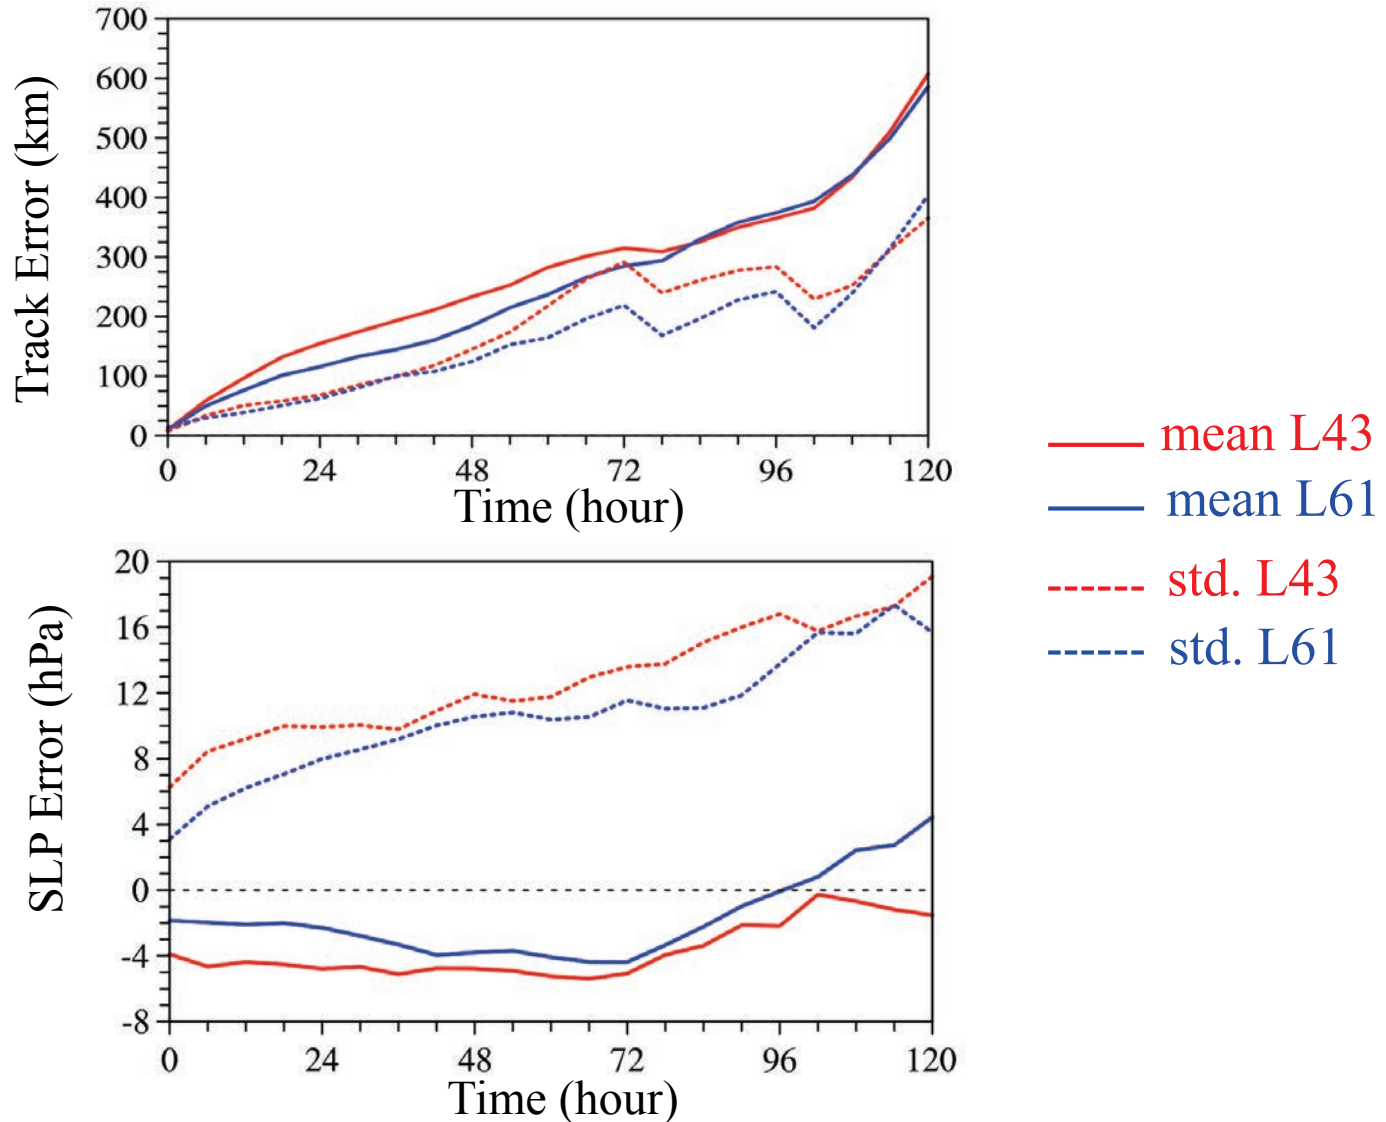 700
600
500
400
300
200
100
0
Track Error (km)
0 24 48 72 96 120
Time (hour)
mean L43
mean L61
std. L43
std. L61
20
16
12
8
4
0
-4
-8
SLP Error (hPa)
0 24 48 72 96 120
Time (hour)